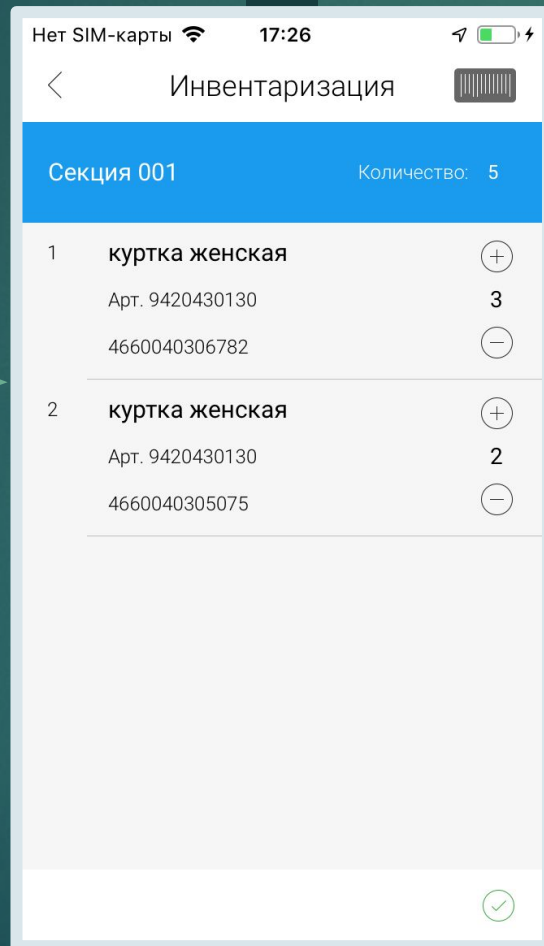 Нет SIM-карты 17:26
Инвентаризация
Секция 001 Количество: 5
1 куртка женская
Арт. 9420430130 3
4660040306782
2 куртка женская
Арт. 9420430130 2
4660040305075